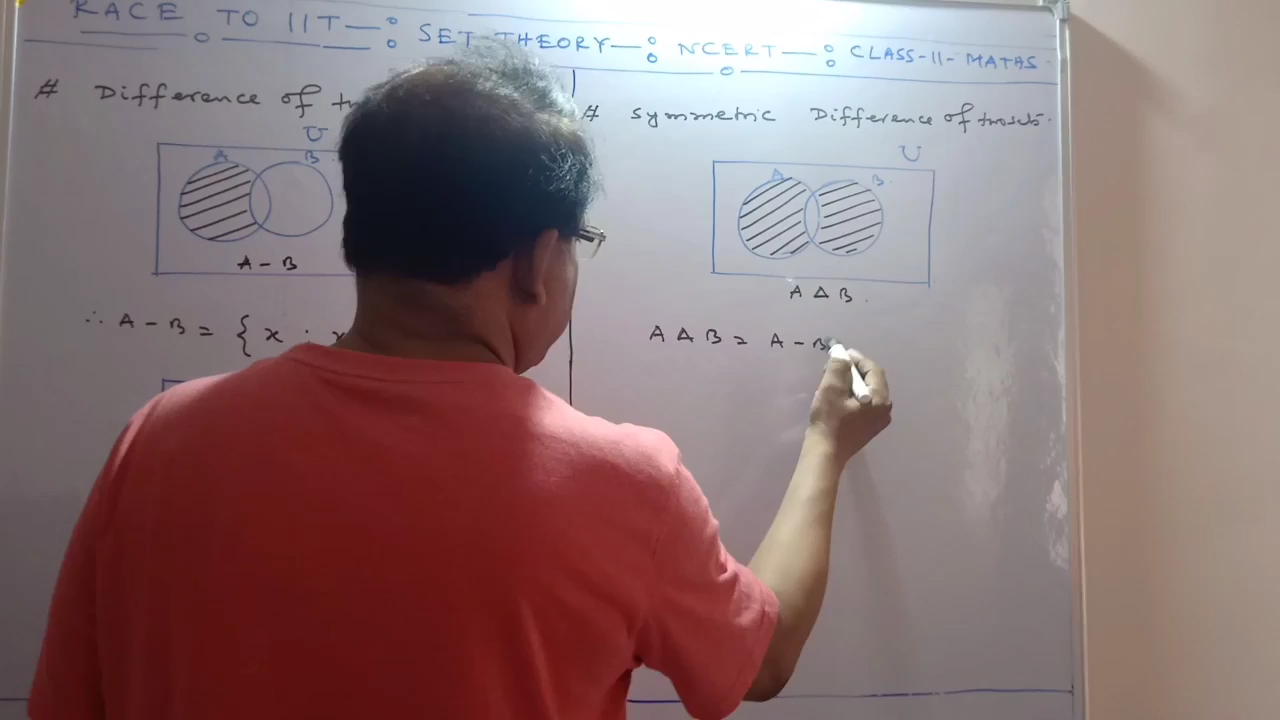 RACE TO IIT —: SET THEORY —: NCERT —: CLASS-11-MATHS
# Difference of
U
A B
A - B
∴ A - B = { x :
# Symmetric Difference of two sets.
U
A B.
A Δ B.
A Δ B = A - B